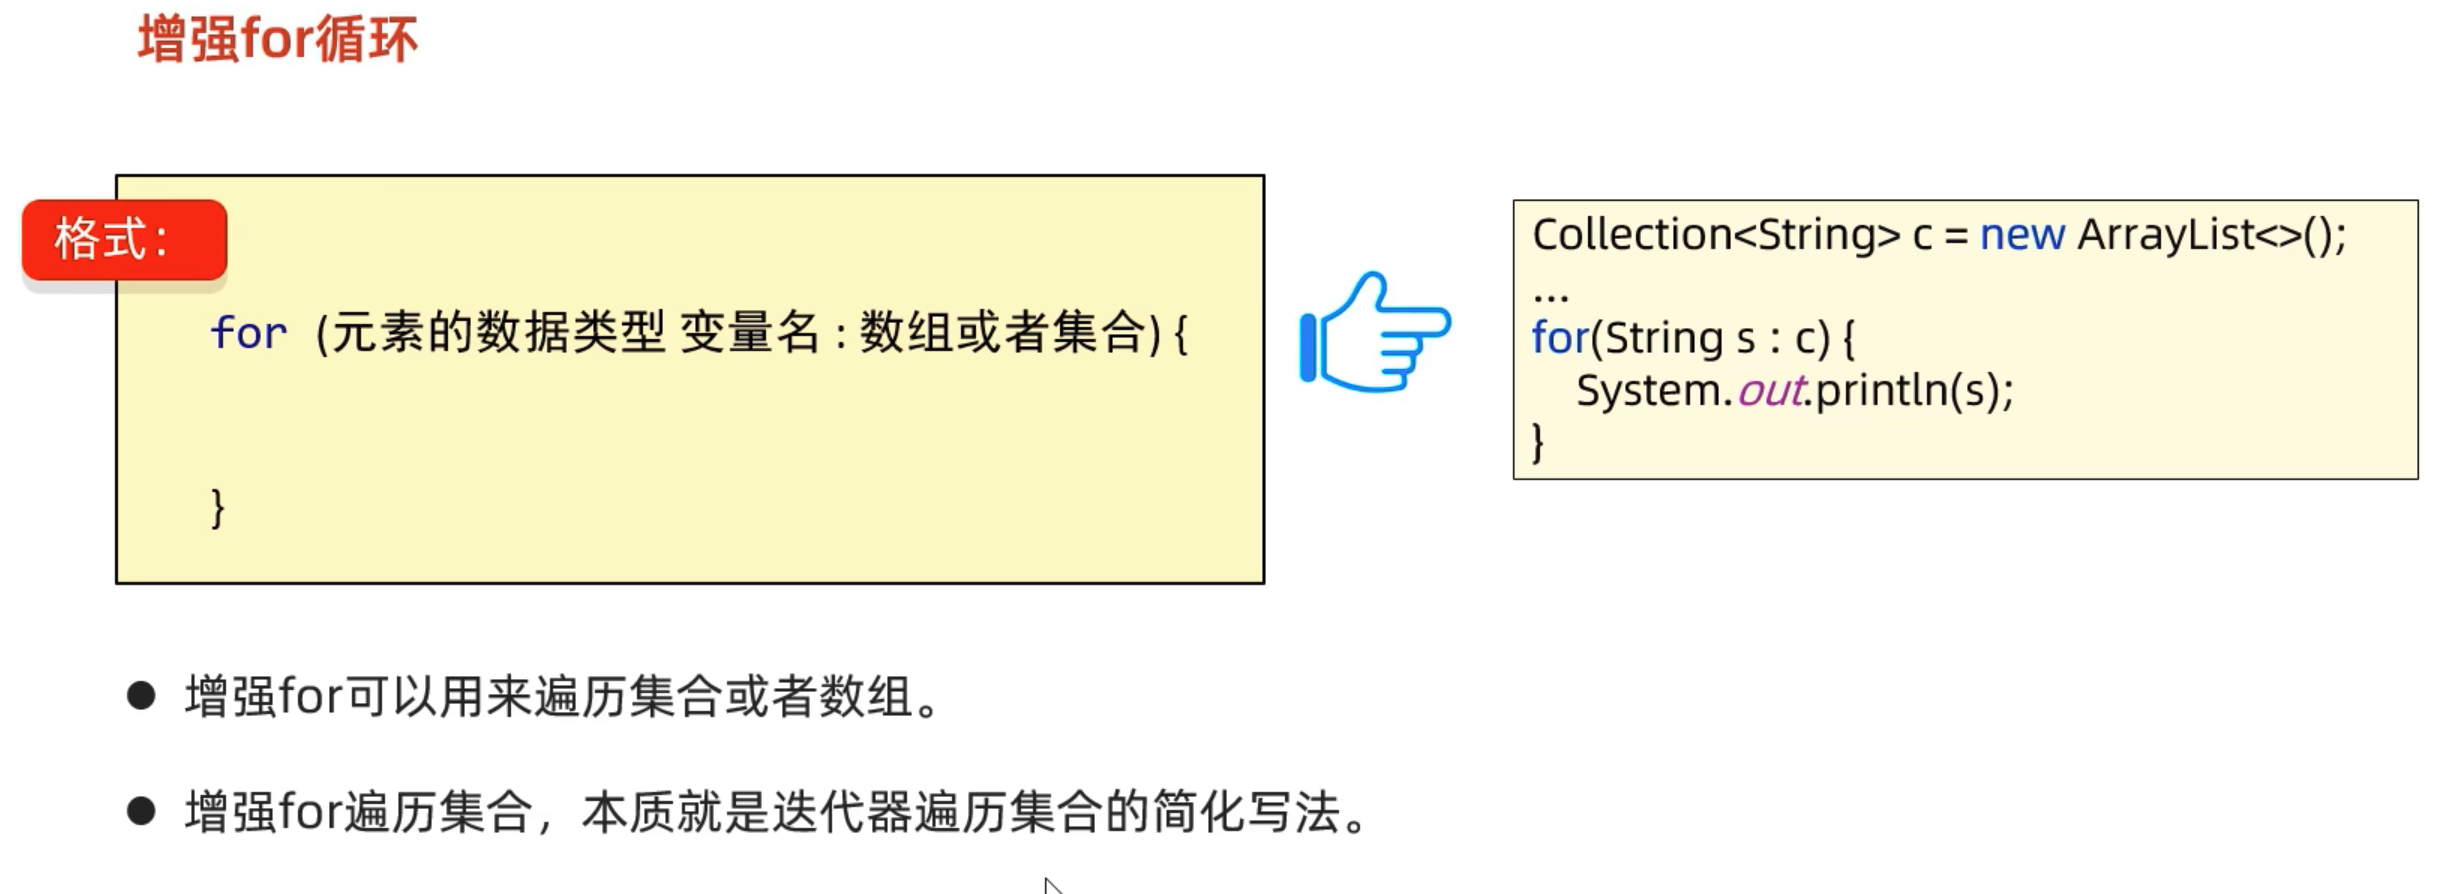 增强for循环
格式：
for (元素的数据类型 变量名 : 数组或者集合) {
}
Collection<String> c = new ArrayList<>();
...
for(String s : c) {
System.out.println(s);
}
增强for可以用来遍历集合或者数组。
增强for遍历集合，本质就是迭代器遍历集合的简化写法。